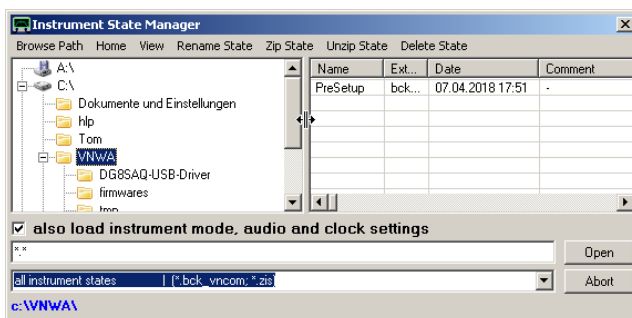 Instrument State Manager
Browse Path Home View Rename State Zip State Unzip State Delete State
A:\
C:\
Dokumente und Einstellungen
hlp
Tom
VNWA
DG8SAQ-USB-Driver
firmwares
tmp
Name Ext... Date Comment
PreSetup bck... 07.04.2018 17:51 -
also load instrument mode, audio and clock settings
*.*
Open
all instrument states | (*.bck_vncom; *.zis)
Abort
c:\VNWA\